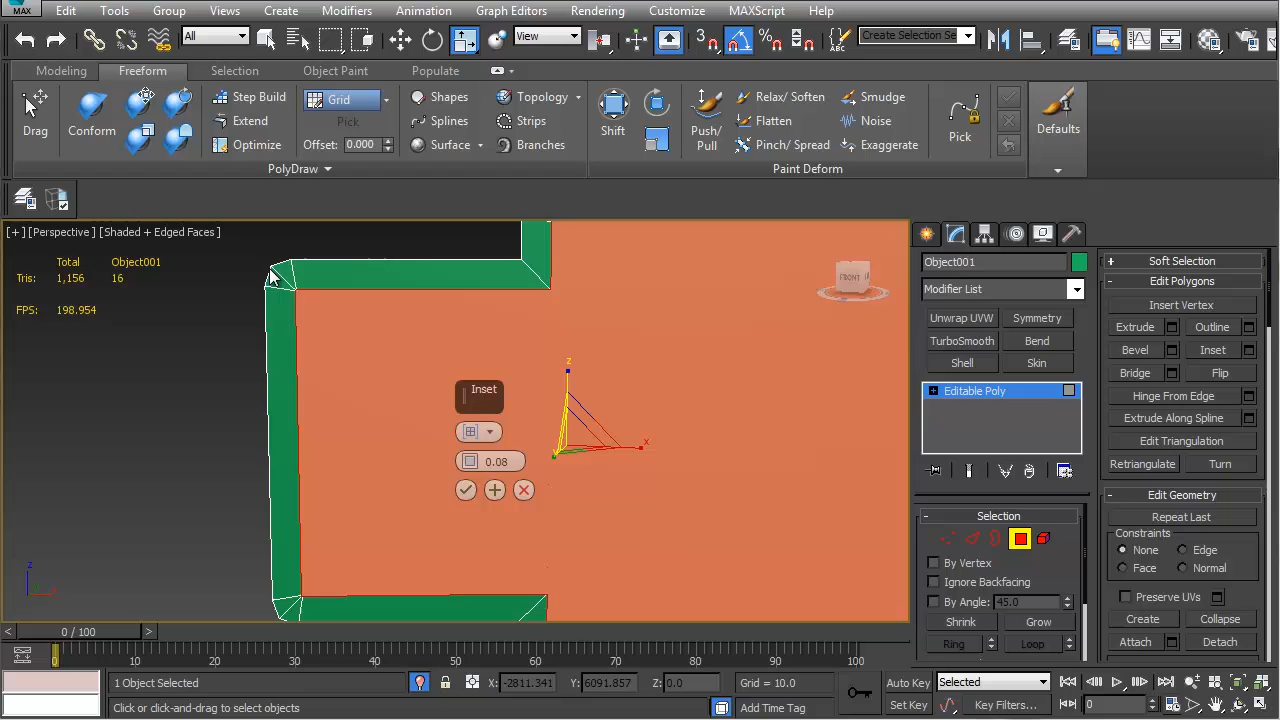 MAX Edit Tools Group Views Create Modifiers Animation Graph Editors Rendering Customize MAXScript Help
All View 3 ABC Create Selection Se
Modeling Freeform Selection Object Paint Populate
Drag Conform Step Build Grid Shapes Topology Shift Push/ Pull Relax/ Soften Smudge Pick Defaults
Extend Pick Splines Strips Flatten Noise
Optimize Offset: 0.000 Surface Branches Pinch/ Spread Exaggerate
PolyDraw Paint Deform
[ + ] [Perspective ] [Shaded + Edged Faces ]
Total Object001
Tris: 1,156 16
FPS: 198.954
FRONT
Inset
0.08
z
x
z
Object001
Modifier List
Unwrap UVW Symmetry
TurboSmooth Bend
Shell Skin
Editable Poly
- Selection
By Vertex
Ignore Backfacing
By Angle: 45.0
Shrink Grow
Ring Loop
+ Soft Selection
- Edit Polygons
Insert Vertex
Extrude Outline
Bevel Inset
Bridge Flip
Hinge From Edge
Extrude Along Spline
Edit Triangulation
Retriangulate Turn
- Edit Geometry
Repeat Last
Constraints
None Edge
Face Normal
Preserve UVs
Create Collapse
Attach Detach
< 0 / 100 >
0 10 20 30 40 50 60 70 80 90 100
1 Object Selected X: -2811.341 Y: 6091.857 Z: 0.0 Grid = 10.0 Auto Key Selected
Click or click-and-drag to select objects Add Time Tag Set Key Key Filters... 0